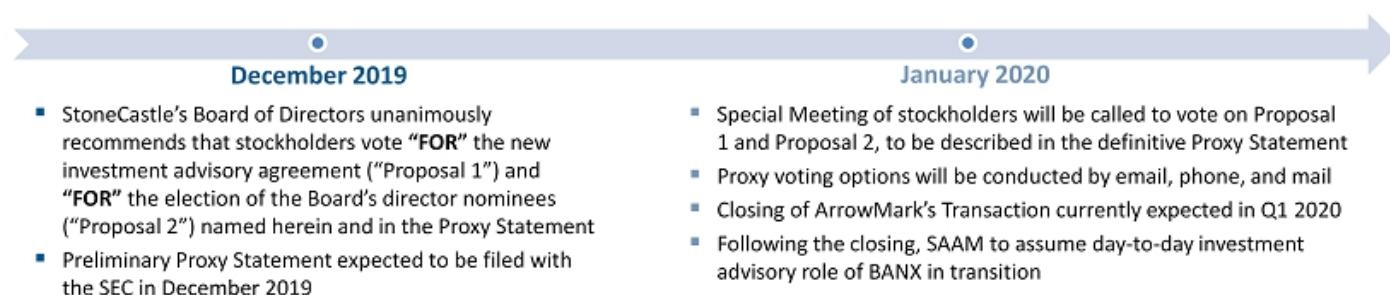 December 2019
StoneCastle's Board of Directors unanimously
recommends that stockholders vote “FOR” the new
investment advisory agreement (“Proposal 1”) and
“FOR” the election of the Board's director nominees
(“Proposal 2”) named herein and in the Proxy Statement
Preliminary Proxy Statement expected to be filed with
the SEC in December 2019
January 2020
Special Meeting of stockholders will be called to vote on Proposal
1 and Proposal 2, to be described in the definitive Proxy Statement
Proxy voting options will be conducted by email, phone, and mail
Closing of ArrowMark's Transaction currently expected in Q1 2020
Following the closing, SAAM to assume day-to-day investment
advisory role of BANX in transition